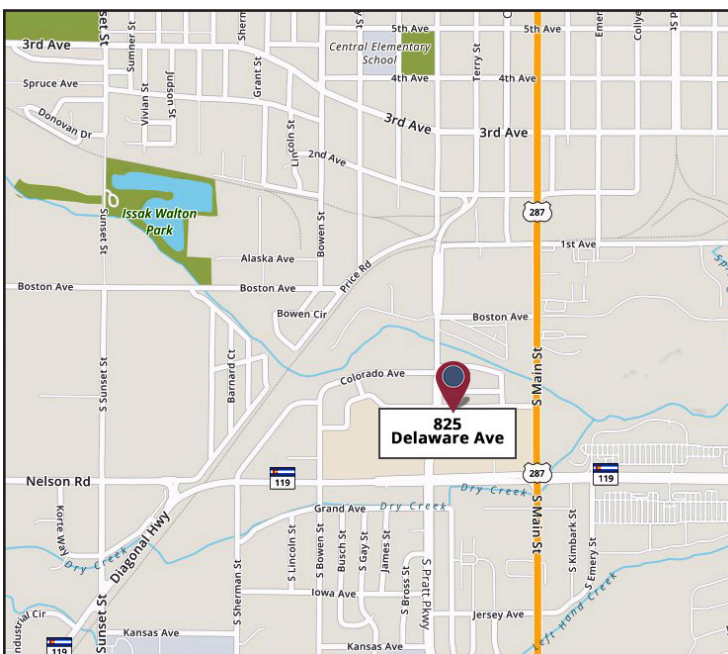 5th Ave
5th Ave
3rd Ave
Central Elementary
School
4th Ave
4th Ave
Spruce Ave
Sumner St
Judson St
Vivian St
Grant St
Terry St
Donovan Dr
3rd Ave
3rd Ave
Lincoln St
2nd Ave
Issak Walton
Park
Sunset St
Bowen St
287
1st Ave
Alaska Ave
Price Rd
Boston Ave
Boston Ave
Boston Ave
Bowen Cir
S Sunset St
Barnard Ct
S Main St
Colorado Ave
825
Delaware Ave
Nelson Rd
119
287
119
Dry Creek
Korte Way
Grand Ave
Dry Creek
Diagonal Hwy
Dry Creek
S Sherman St
S Lincoln St
S Bowen St
Busch St
S Gay St
James St
S Bross St
S Pratt Pkwy
S Main St
S Kimbark St
S Emery St
Iowa Ave
Jersey Ave
Left Hand Creek
Sunset St
Kansas Ave
Kansas Ave
119